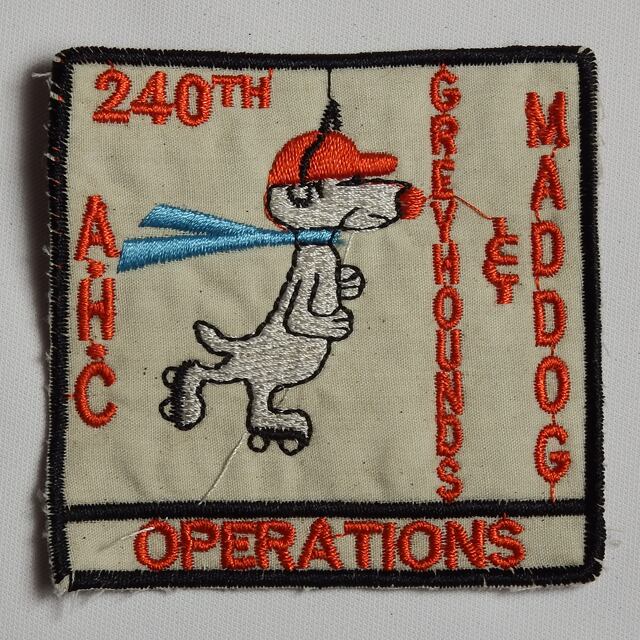 240TH
A.H.C
GREYHOUNDS
&
MADDOG
OPERATIONS